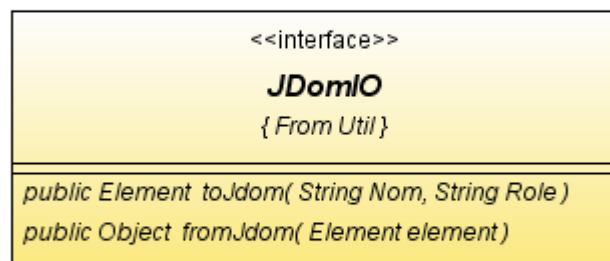 <<interface>>
JDomIO
{ From Util }
public Element toJdom( String Nom, String Role )
public Object fromJdom( Element element )